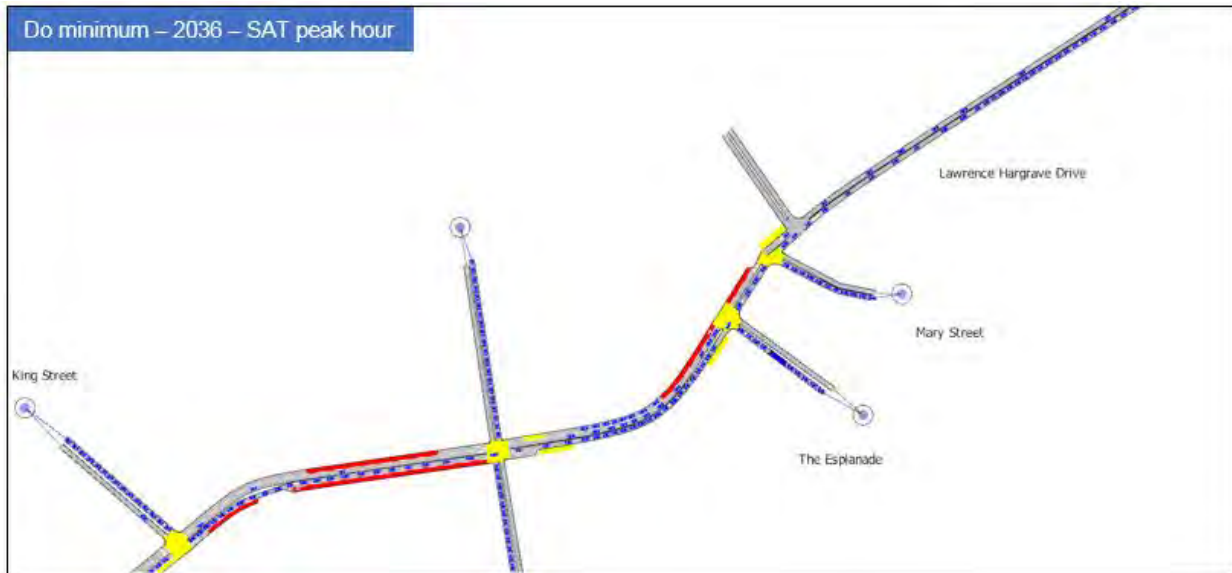 Do minimum – 2036 – SAT peak hour
Lawrence Hargrave Drive
Mary Street
King Street
The Esplanade